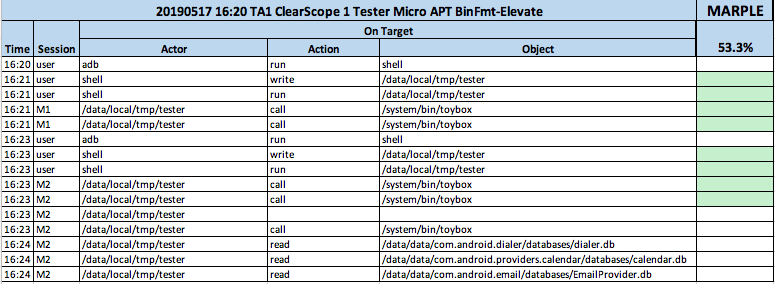 20190517 16:20 TA1 ClearScope 1 Tester Micro APT BinFmt-Elevate MARPLE
On Target
Time Session Actor Action Object 53.3%
16:20 user adb run shell
16:21 user shell write /data/local/tmp/tester
16:21 user shell run /data/local/tmp/tester
16:21 M1 /data/local/tmp/tester call /system/bin/toybox
16:21 M1 /data/local/tmp/tester call /system/bin/toybox
16:23 user adb run shell
16:23 user shell write /data/local/tmp/tester
16:23 user shell run /data/local/tmp/tester
16:23 M2 /data/local/tmp/tester call /system/bin/toybox
16:23 M2 /data/local/tmp/tester call /system/bin/toybox
16:23 M2 /data/local/tmp/tester
16:23 M2 /data/local/tmp/tester call /system/bin/toybox
16:24 M2 /data/local/tmp/tester read /data/data/com.android.dialer/databases/dialer.db
16:24 M2 /data/local/tmp/tester read /data/data/com.android.providers.calendar/databases/calendar.db
16:24 M2 /data/local/tmp/tester read /data/data/com.android.email/databases/EmailProvider.db